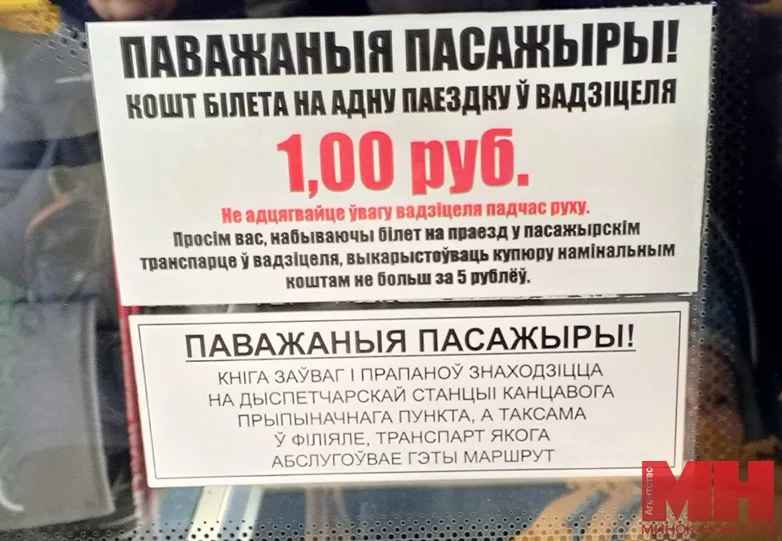 ПАВАЖАНЫЯ ПАСАЖЫРЫ!
КОШТ БІЛЕТА НА АДНУ ПАЕЗДКУ Ў ВАДЗІЦЕЛЯ
1,00 руб.
Не адцягвайце ўвагу вадзіцеля падчас руху.
Просім вас, набываючы білет на праезд у пасажырскім
транспарце ў вадзіцеля, выкарыстоўваць купюру намінальным
коштам не больш за 5 рублёў.
ПАВАЖАНЫЯ ПАСАЖЫРЫ!
КНІГА ЗАЎВАГ І ПРАПАНОЎ ЗНАХОДЗІЦЦА
НА ДЫСПЕТЧАРСКАЙ СТАНЦЫІ КАНЦАВОГА
ПРЫПЫНАЧНАГА ПУНКТА, А ТАКСАМА
Ў ФІЛІЯЛЕ, ТРАНСПАРТ ЯКОГА
АБСЛУГОЎВАЕ ГЭТЫ МАРШРУТ
Агентство
МН